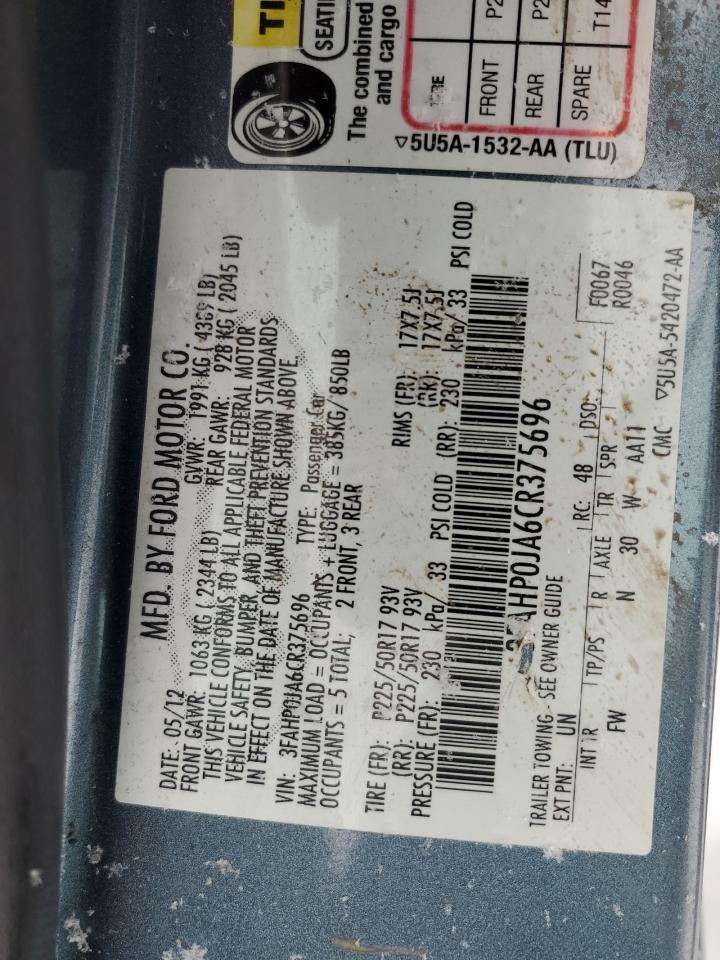 TI
SEATIN
The combined
and cargo
FRONT P2
REAR P2
SPARE T14
▽5U5A-1532-AA (TLU)
MFD. BY FORD MOTOR CO.
DATE: 05/12 GVWR: 1991 KG ( 4389 LB)
FRONT GAWR: 1063 KG ( 2344 LB) REAR GAWR: 928 KG ( 2045 LB)
THIS VEHICLE CONFORMS TO ALL APPLICABLE FEDERAL MOTOR
VEHICLE SAFETY, BUMPER, AND THEFT PREVENTION STANDARDS
IN EFFECT ON THE DATE OF MANUFACTURE SHOWN ABOVE.
VIN: 3FAHP0JA6CR375696 TYPE: Passenger Car
MAXIMUM LOAD = OCCUPANTS + LUGGAGE = 385KG/ 850LB
OCCUPANTS = 5 TOTAL; 2 FRONT, 3 REAR
TIRE (FR): P225/50R17 93V RIMS (FR): 17X7.5J
(RR): P225/50R17 93V (RR): 17X7.5J
PRESSURE (FR): 230 kPa/ 33 PSI COLD (RR): 230 kPa/ 33 PSI COLD
3FAHP0JA6CR375696
TRAILER TOWING - SEE OWNER GUIDE
EXT PNT: UN RC: 48 DSO: F0067
INT TR TP/PS R AXLE TR SPR R0046
FW N 30 W AA11
CMC ▽5U5A-5420472-AA